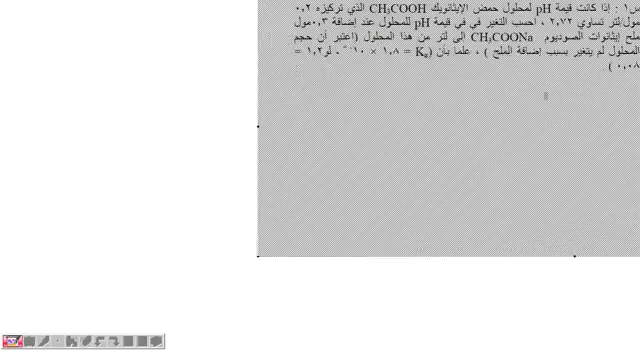 س١ : إذا كانت قيمة pH لمحلول حمض الإيثانويك CH₃COOH الذي تركيزه ٠,٢
مول/لتر تساوي ٢,٧٢ ، احسب التغير في في قيمة pH للمحلول عند إضافة ٠,٣مول
ملح إيثانوات الصوديوم CH₃COONa إلى لتر من هذا المحلول (اعتبر أن حجم
المحلول لم يتغير بسبب إضافة الملح ) ، علما بأن (Kₐ = ١,٨ × ١٠⁻⁵ ، لو١,٢ =
٠,٠٨ )